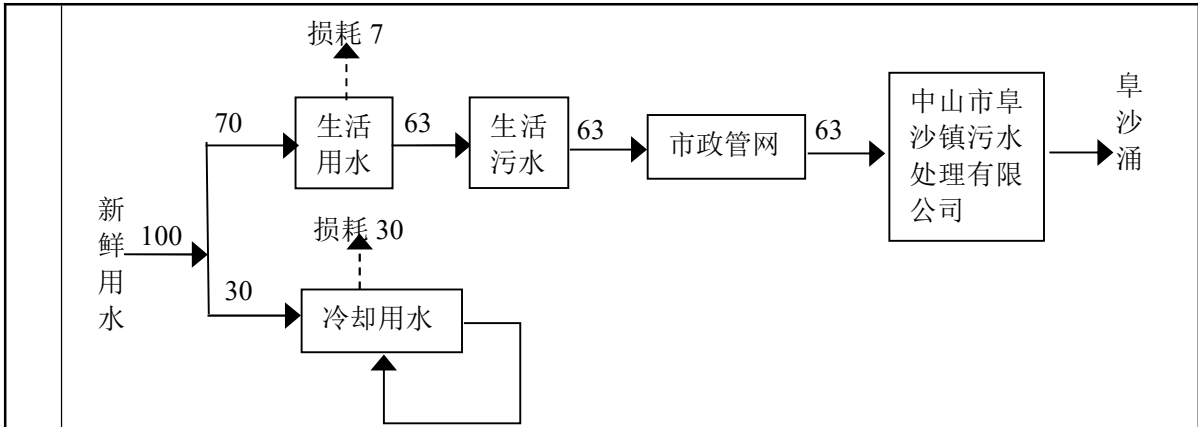 损耗 7
70
生活
用水
63
生活
污水
63
市政管网
63
中山市阜
沙镇污水
处理有限
公司
阜
沙
涌
新
鲜
用
水
100
损耗 30
30
冷却用水